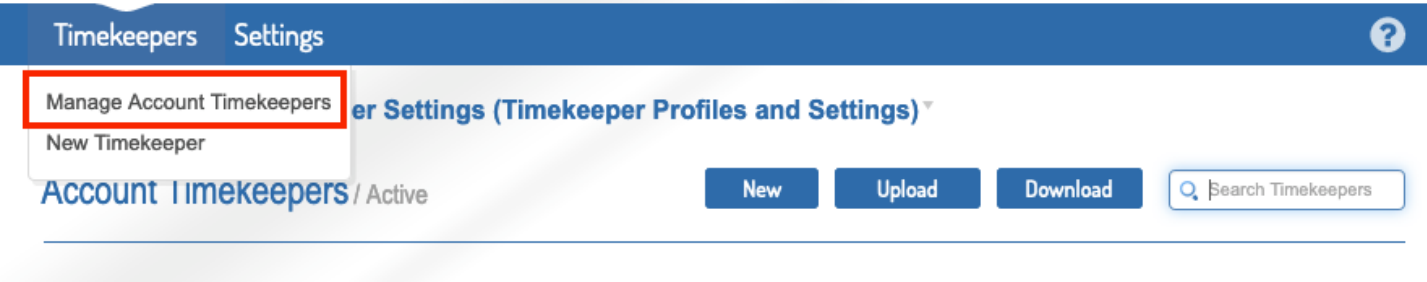 Timekeepers Settings ?
Manage Account Timekeepers
er Settings (Timekeeper Profiles and Settings)
New Timekeeper
Account Timekeepers / Active New Upload Download Search Timekeepers